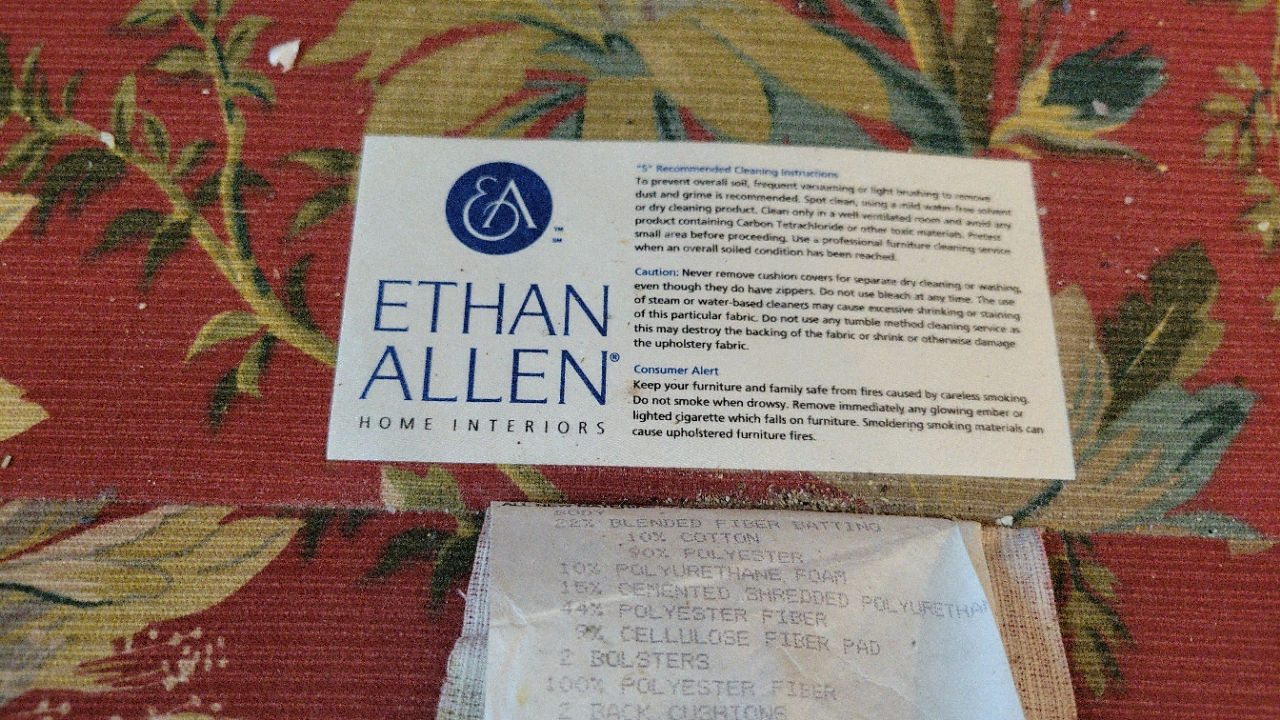 EA
™
℠
ETHAN
ALLEN®
HOME INTERIORS
"S" Recommended Cleaning Instructions
To prevent overall soil, frequent vacuuming or light brushing to remove
dust and grime is recommended. Spot clean, using a mild water-free solvent
or dry cleaning product. Clean only in a well ventilated room and avoid any
product containing Carbon Tetrachloride or other toxic materials. Pretest
small area before proceeding. Use a professional furniture cleaning service
when an overall soiled condition has been reached.
Caution: Never remove cushion covers for separate dry cleaning or washing,
even though they do have zippers. Do not use bleach at any time. The use
of steam or water-based cleaners may cause excessive shrinking or staining
of this particular fabric. Do not use any tumble method cleaning service as
this may destroy the backing of the fabric or shrink or otherwise damage
the upholstery fabric.
Consumer Alert
Keep your furniture and family safe from fires caused by careless smoking.
Do not smoke when drowsy. Remove immediately any glowing ember or
lighted cigarette which falls on furniture. Smoldering smoking materials can
cause upholstered furniture fires.
BODY
22% BLENDED FIBER BATTING
10% COTTON
90% POLYESTER
10% POLYURETHANE FOAM
15% CEMENTED SHREDDED POLYURETHAN
44% POLYESTER FIBER
9% CELLULOSE FIBER PAD
2 BOLSTERS
100% POLYESTER FIBER
2 BACK CUSHIONS